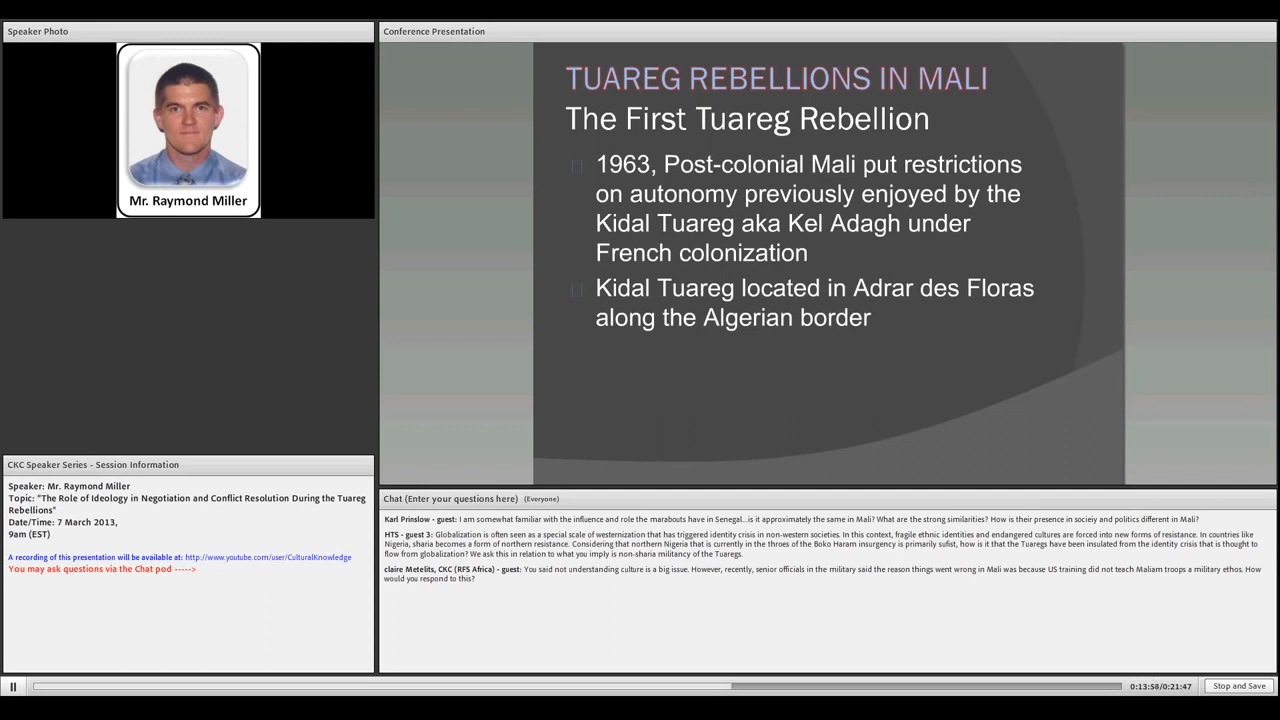 Speaker Photo
Mr. Raymond Miller
Conference Presentation
TUAREG REBELLIONS IN MALI
The First Tuareg Rebellion
1963, Post-colonial Mali put restrictions
on autonomy previously enjoyed by the
Kidal Tuareg aka Kel Adagh under
French colonization
Kidal Tuareg located in Adrar des Floras
along the Algerian border
CKC Speaker Series - Session Information
Speaker: Mr. Raymond Miller
Topic: "The Role of Ideology in Negotiation and Conflict Resolution During the Tuareg
Rebellions"
Date/Time: 7 March 2013,
9am (EST)
A recording of this presentation will be available at: http://www.youtube.com/user/CulturalKnowledge
You may ask questions via the Chat pod ----->
Chat (Enter your questions here) (Everyone)
Karl Prinslow - guest: I am somewhat familiar with the influence and role the marabouts have in Senegal...is it approximately the same in Mali? What are the strong similarities? How is their presence in socieiy and politics different in Mali?
HTS - guest 3: Globalization is often seen as a special scale of westernization that has triggered identity crisis in non-western societies. In this context, fragile ethnic identities and endangered cultures are forced into new forms of resistance. In countries like
Nigeria, sharia becomes a form of northern resistance. Considering that northern Nigeria that is currently in the throes of the Boko Haram insurgency is primarily sufist, how is it that the Tuaregs have been insulated from the identity crisis that is thought to
flow from globalization? We ask this in relation to what you imply is non-sharia militancy of the Tuaregs.
claire Metelits, CKC (RFS Africa) - guest: You said not understanding culture is a big issue. However, recently, senior officials in the military said the reason things went wrong in Mali was because US training did not teach Maliam troops a military ethos. How
would you respond to this?
0:13:58/0:21:47
Stop and Save